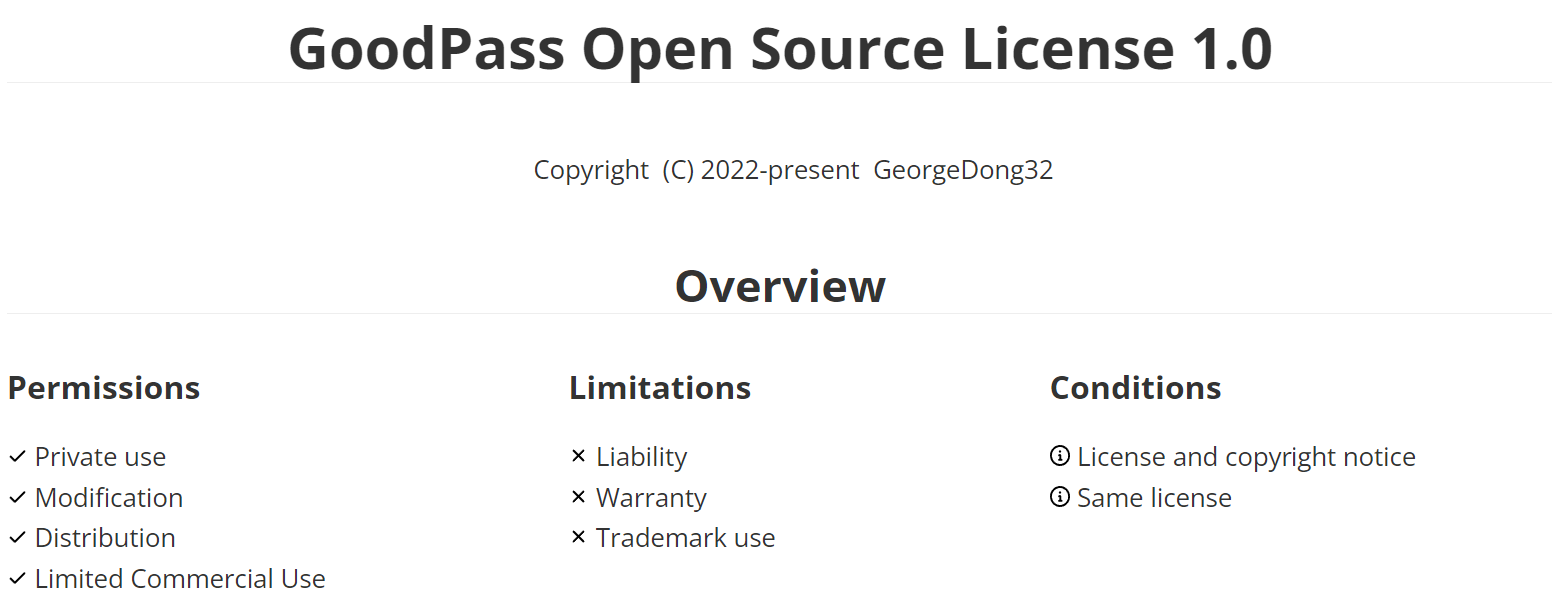 GoodPass Open Source License 1.0
Copyright (C) 2022-present GeorgeDong32
Overview
Permissions
Private use
Modification
Distribution
Limited Commercial Use
Limitations
Liability
Warranty
Trademark use
Conditions
License and copyright notice
Same license